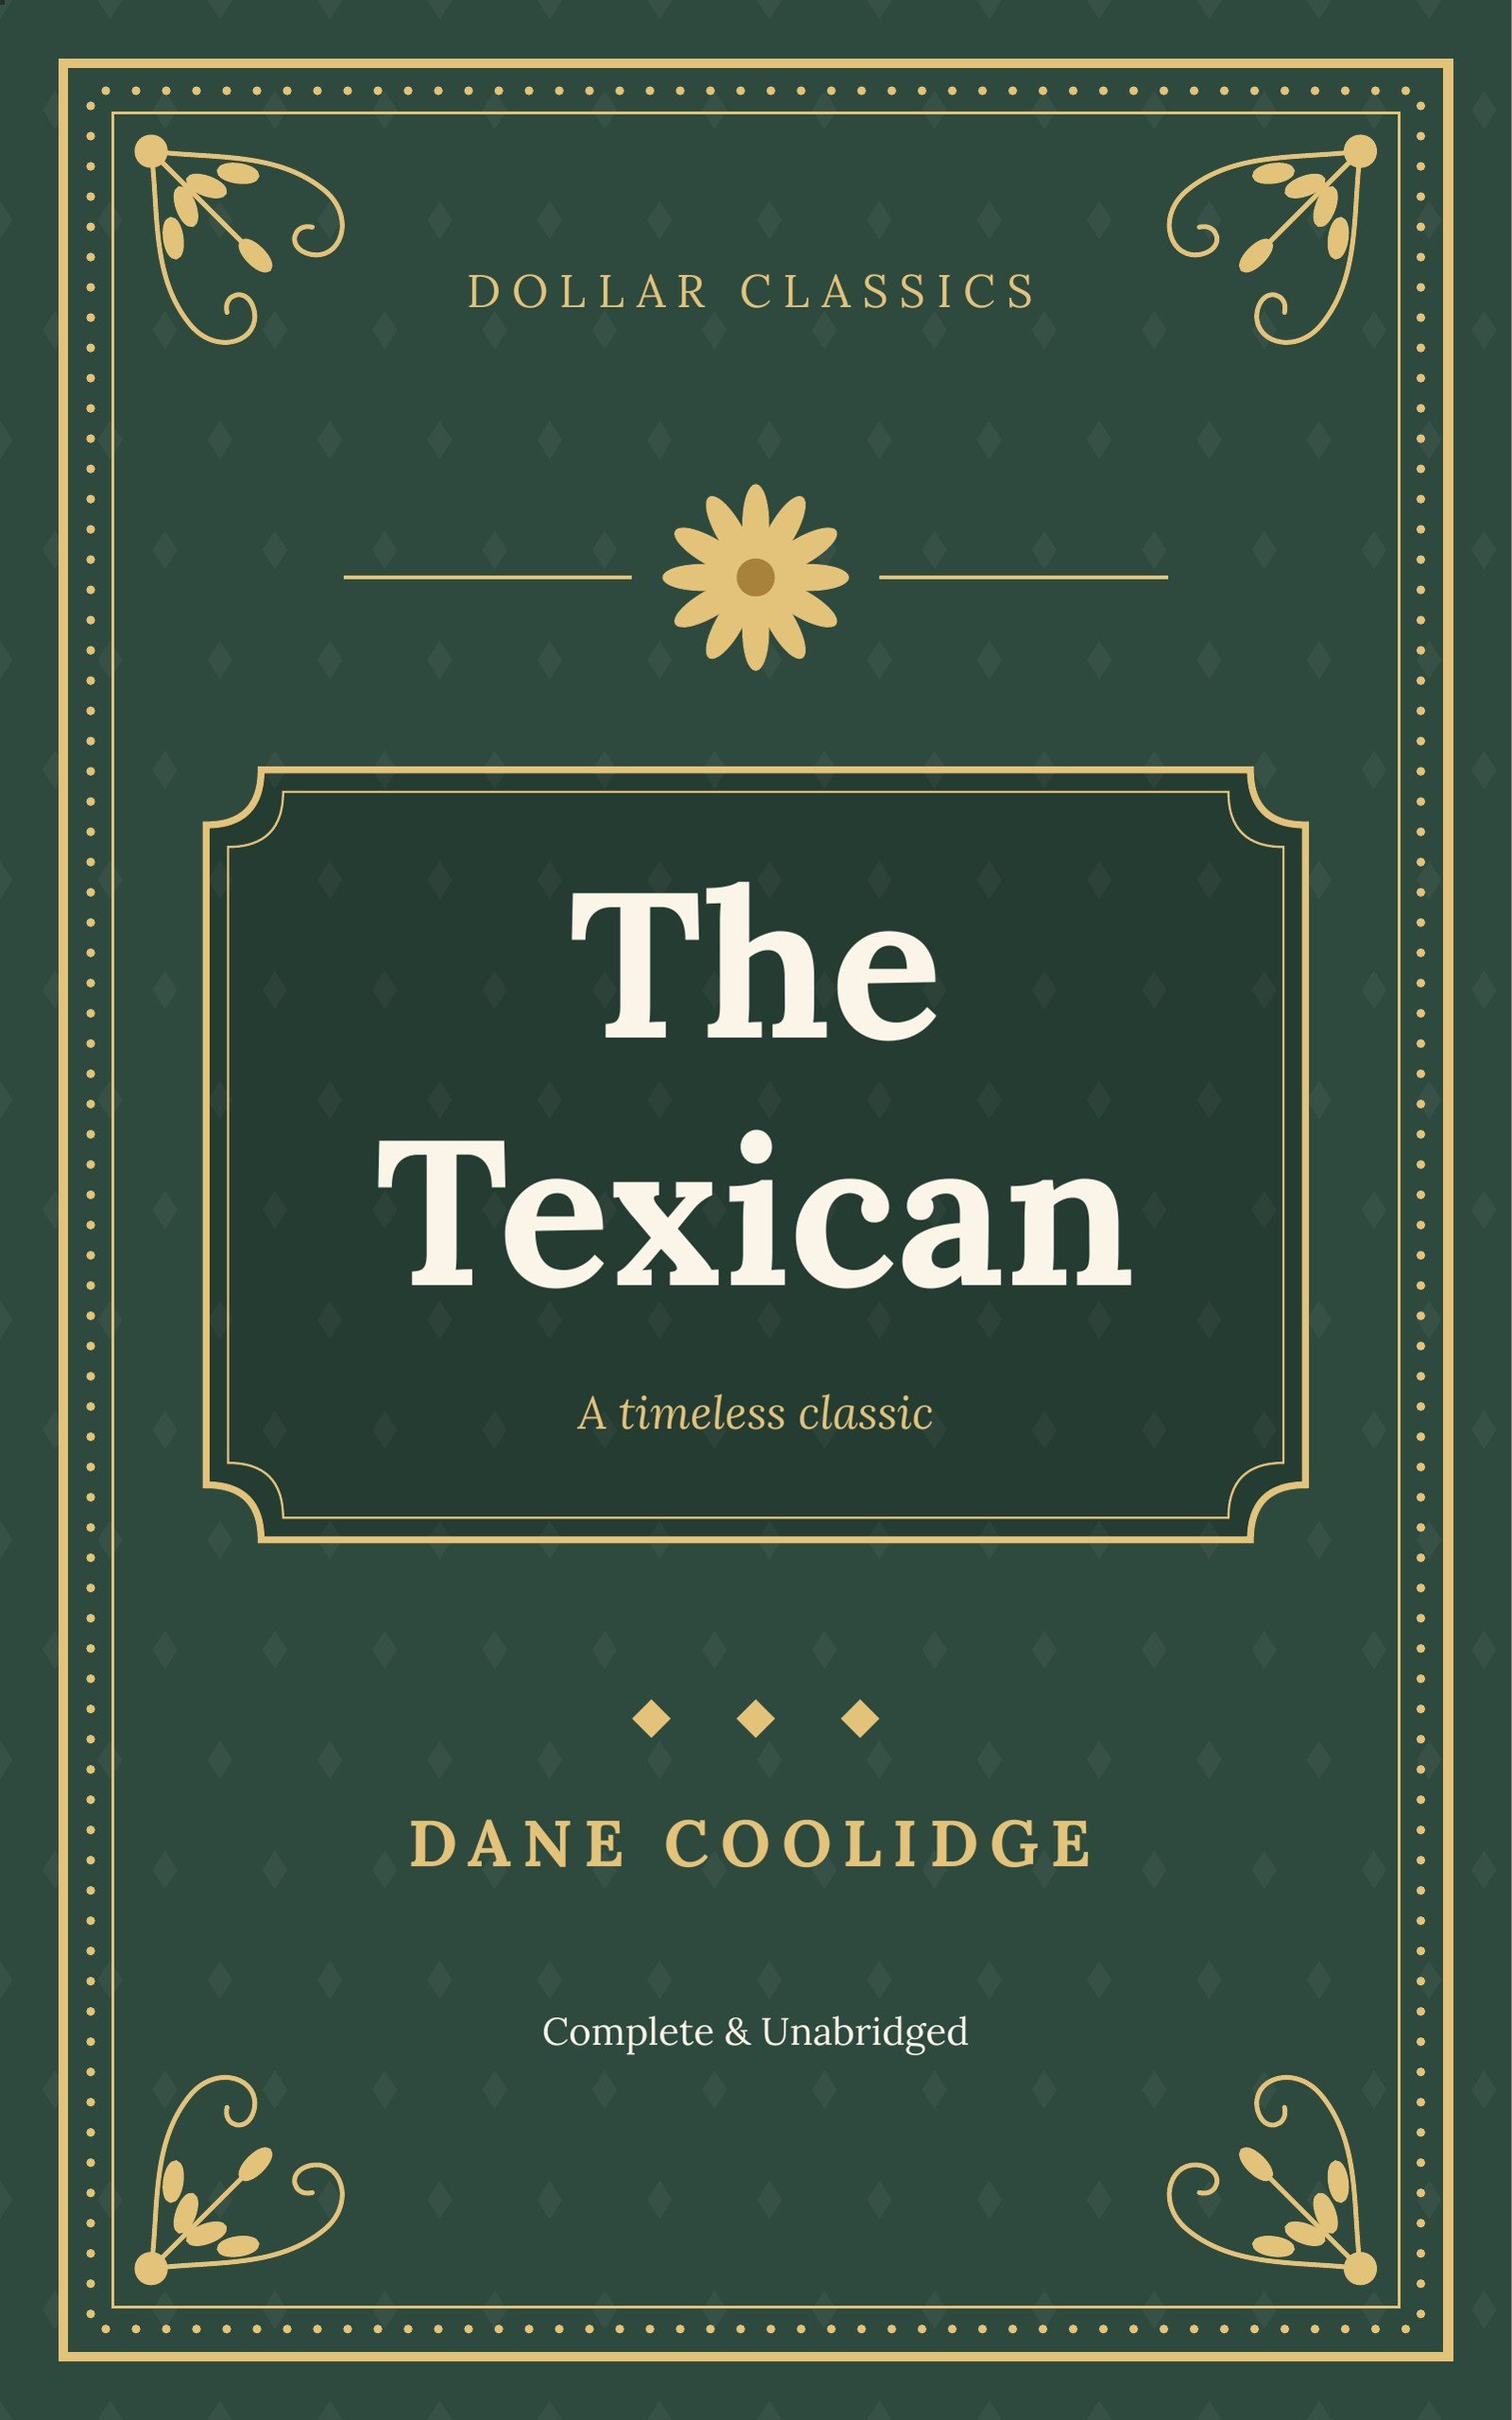 DOLLAR CLASSICS
The
Texican
A timeless classic
DANE COOLIDGE
Complete & Unabridged